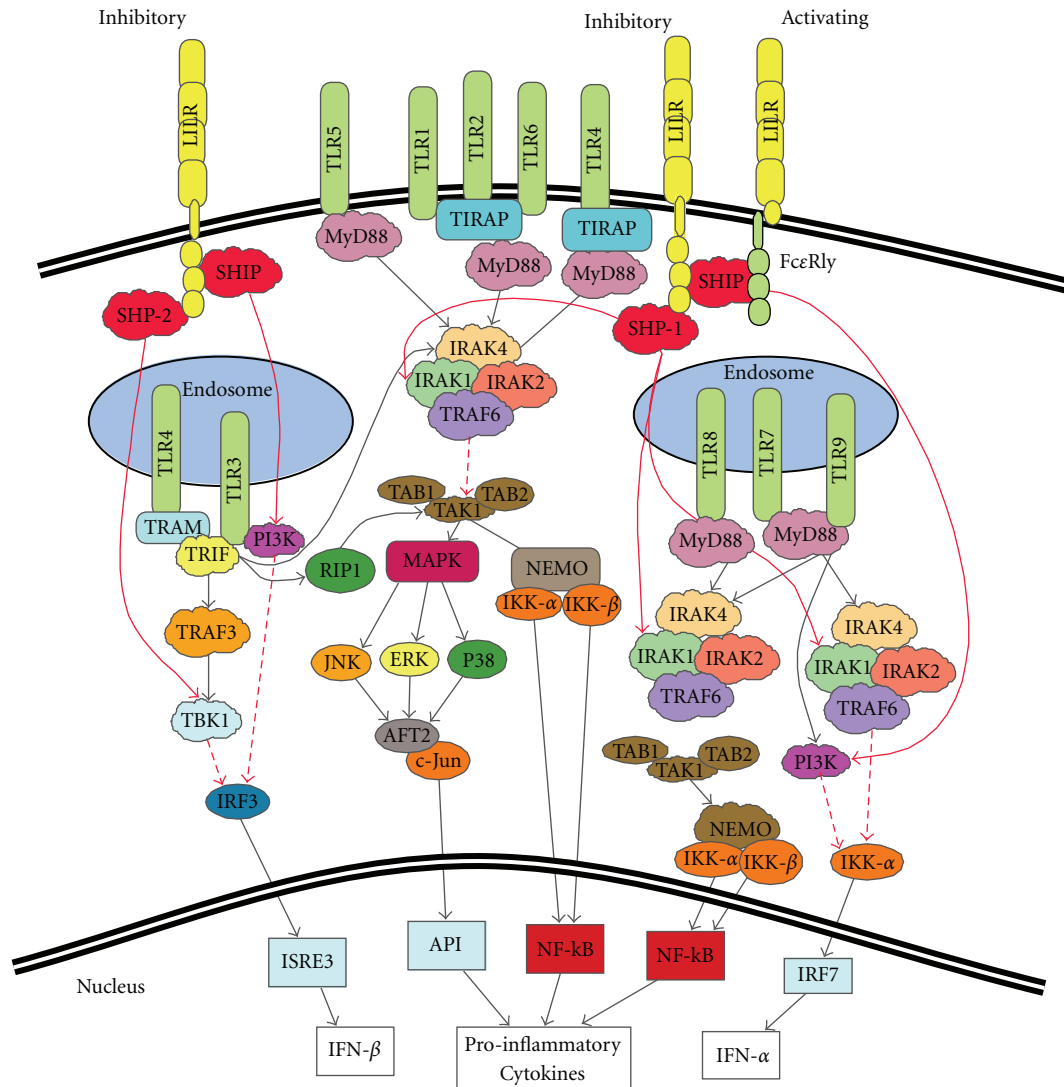 Inhibitory
Inhibitory
Activating
LILR
TLR5
TLR1
TLR2
TLR6
TLR4
LILR
LILR
TIRAP
TIRAP
MyD88
MyD88
MyD88
SHIP
SHP-2
FcεRly
SHIP
SHP-1
IRAK4
IRAK1
IRAK2
TRAF6
Endosome
Endosome
TLR4
TLR3
TLR8
TLR7
TLR9
TAB1
TAB2
TAK1
TRAM
TRIF
PI3K
RIP1
MAPK
NEMO
IKK-α
IKK-β
MyD88
MyD88
TRAF3
JNK
ERK
P38
IRAK4
IRAK1
IRAK2
TRAF6
IRAK4
IRAK1
IRAK2
TRAF6
TBK1
AFT2
c-Jun
TAB1
TAB2
TAK1
PI3K
IRF3
NEMO
IKK-α
IKK-β
IKK-α
Nucleus
ISRE3
API
NF-kB
NF-kB
IRF7
IFN-β
Pro-inflammatory
Cytokines
IFN-α